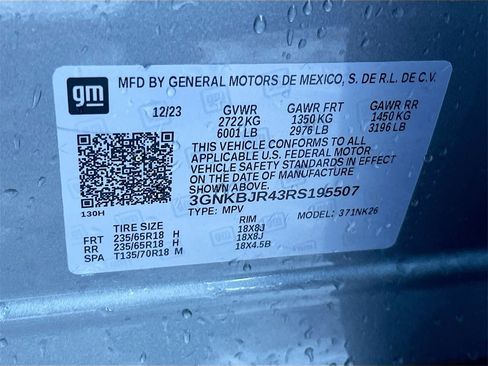 gm
MFD BY GENERAL MOTORS DE MEXICO, S. DE R.L. DE C.V.
12/23 GVWR GAWR FRT GAWR RR
2722 KG 1350 KG 1450 KG
6001 LB 2976 LB 3196 LB
THIS VEHICLE CONFORMS TO ALL
APPLICABLE U.S. FEDERAL MOTOR
VEHICLE SAFETY STANDARDS IN EFFECT
ON THE DATE OF MANUFACTURE
SHOWN ABOVE.
3GNKBJR43RS195507
TYPE: MPV MODEL: 371NK26
130H
TIRE SIZE RIM
FRT 235/65R18 H 18X8J
RR 235/65R18 H 18X8J
SPA T135/70R18 M 18X4.5B